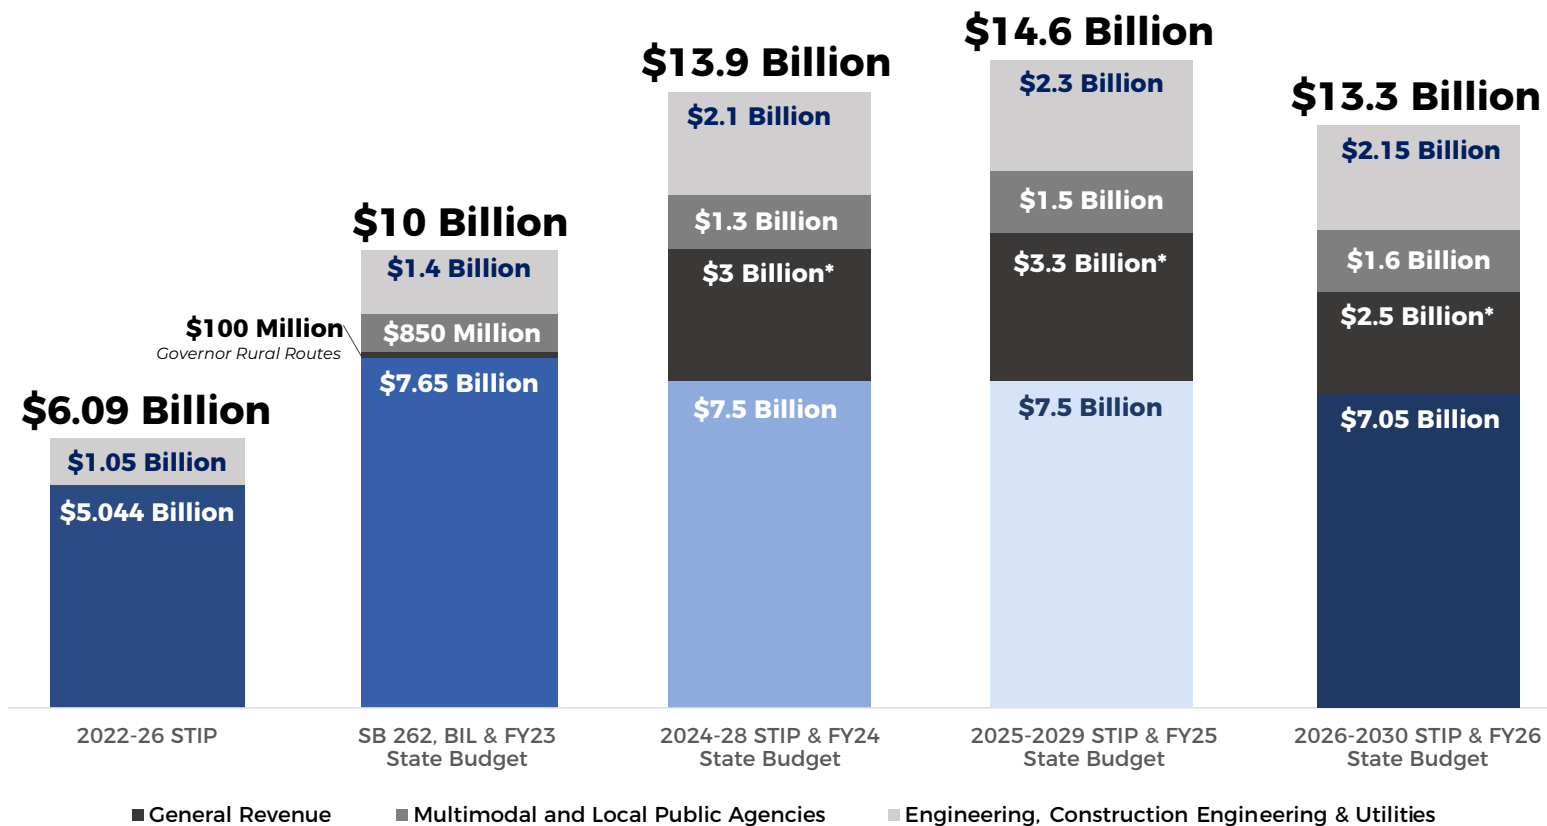 $6.09 Billion
$1.05 Billion
$5.044 Billion
2022-26 STIP
$10 Billion
$1.4 Billion
$100 Million
Governor Rural Routes
$850 Million
$7.65 Billion
SB 262, BIL & FY23
State Budget
$13.9 Billion
$2.1 Billion
$1.3 Billion
$3 Billion*
$7.5 Billion
2024-28 STIP & FY24
State Budget
$14.6 Billion
$2.3 Billion
$1.5 Billion
$3.3 Billion*
$7.5 Billion
2025-2029 STIP & FY25
State Budget
$13.3 Billion
$2.15 Billion
$1.6 Billion
$2.5 Billion*
$7.05 Billion
2026-2030 STIP & FY26
State Budget
General Revenue
Multimodal and Local Public Agencies
Engineering, Construction Engineering & Utilities